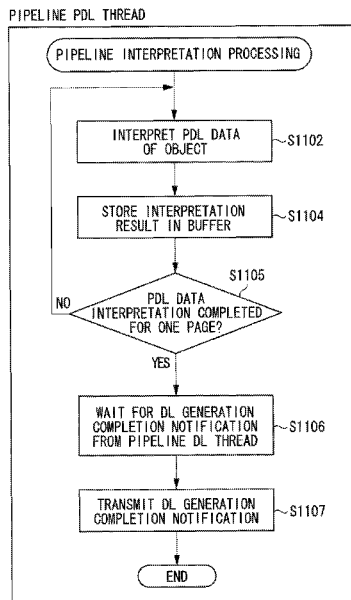 PIPELINE PDL THREAD
PIPELINE INTERPRETATION PROCESSING
INTERPRET PDL DATA
OF OBJECT
S1102
STORE INTERPRETATION
RESULT IN BUFFER
S1104
S1105
PDL DATA
INTERPRETATION COMPLETED
FOR ONE PAGE?
NO
YES
WAIT FOR DL GENERATION
COMPLETION NOTIFICATION
FROM PIPELINE DL THREAD
S1106
TRANSMIT DL GENERATION
COMPLETION NOTIFICATION
S1107
END